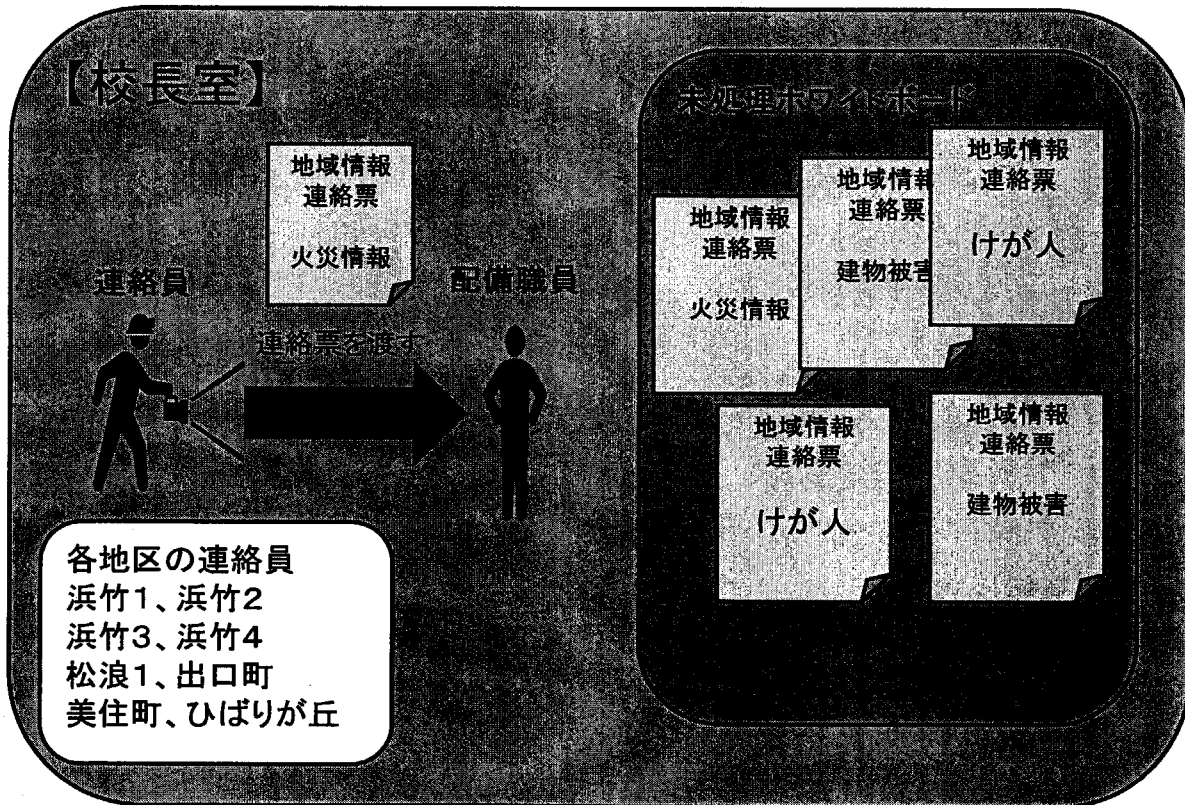 【校長室】
地域情報
連絡票
火災情報
連絡員
配備職員
連絡票を渡す
各地区の連絡員
浜竹1、浜竹2
浜竹3、浜竹4
松浪1、出口町
美住町、ひばりが丘
未処理ホワイトボード
地域情報
連絡票
火災情報
地域情報
連絡票
建物被害
地域情報
連絡票
けが人
地域情報
連絡票
けが人
地域情報
連絡票
建物被害